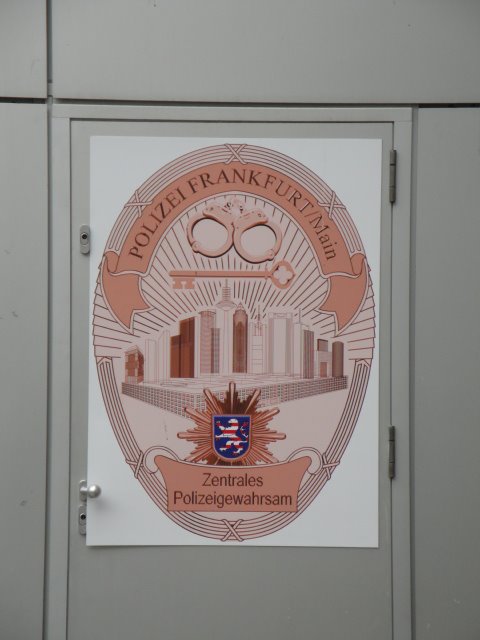 POLIZEI FRANKFURT/Main
Zentrales
Polizeigewahrsam